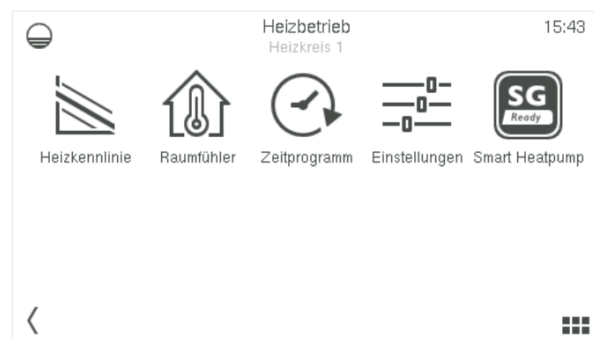 Heizbetrieb
15:43
Heizkreis 1
SG
Ready
Heizkennlinie
Raumfühler
Zeitprogramm
Einstellungen
Smart Heatpump